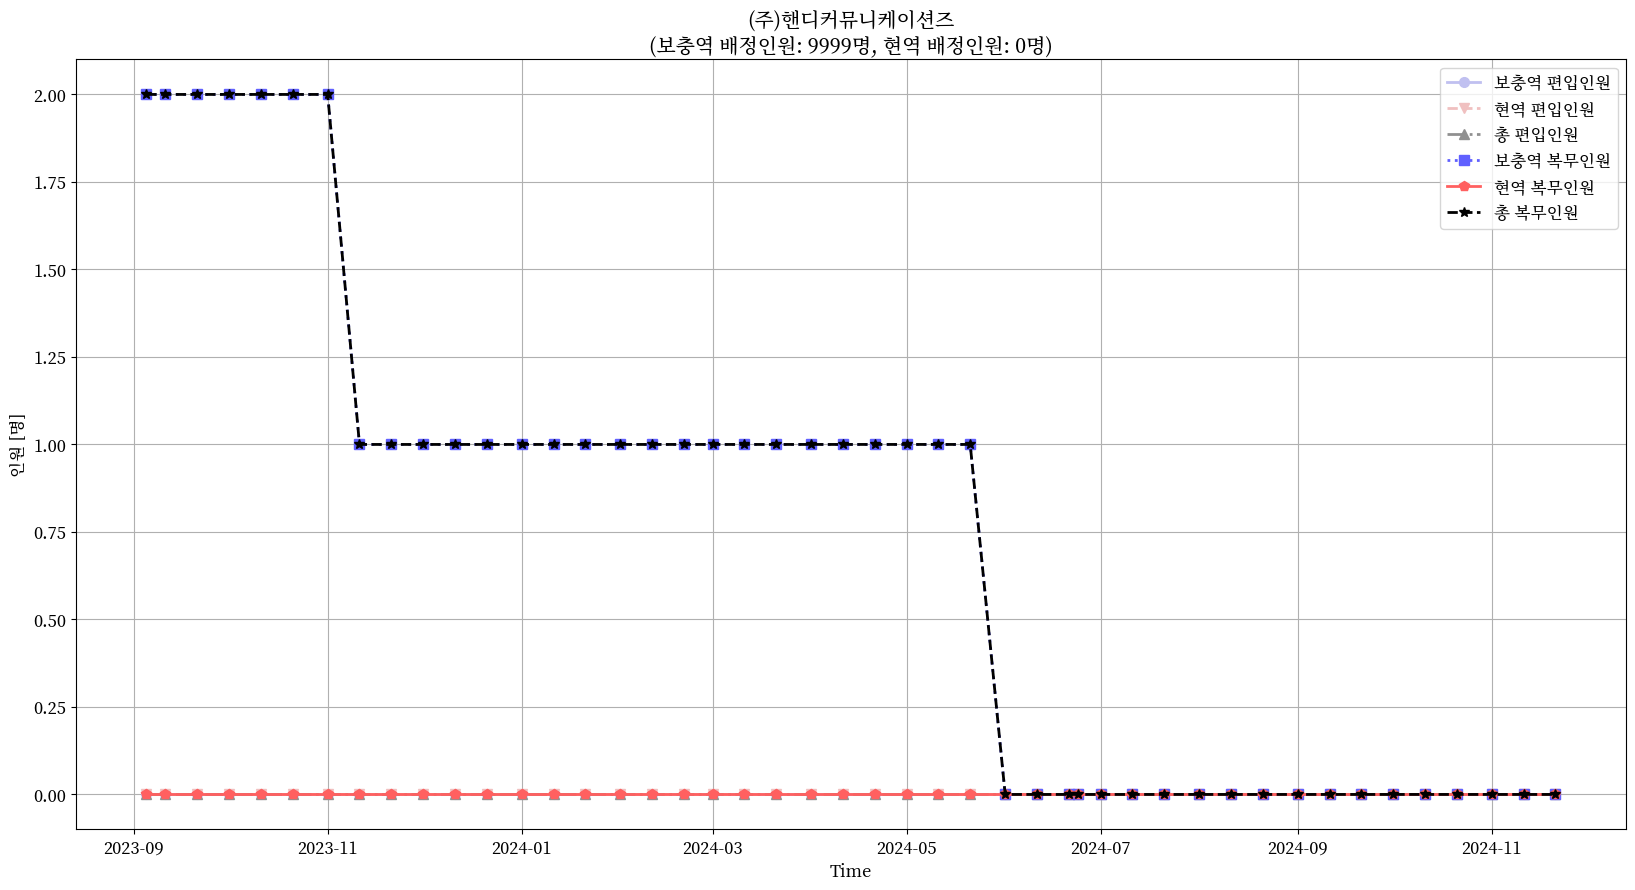 (주)핸디커뮤니케이션즈
(보충역 배정인원: 9999명, 현역 배정인원: 0명)
보충역 편입인원
현역 편입인원
총 편입인원
보충역 복무인원
현역 복무인원
총 복무인원
2.00
1.75
1.50
1.25
1.00
0.75
0.50
0.25
0.00
인원 [명]
2023-09 2023-11 2024-01 2024-03 2024-05 2024-07 2024-09 2024-11
Time